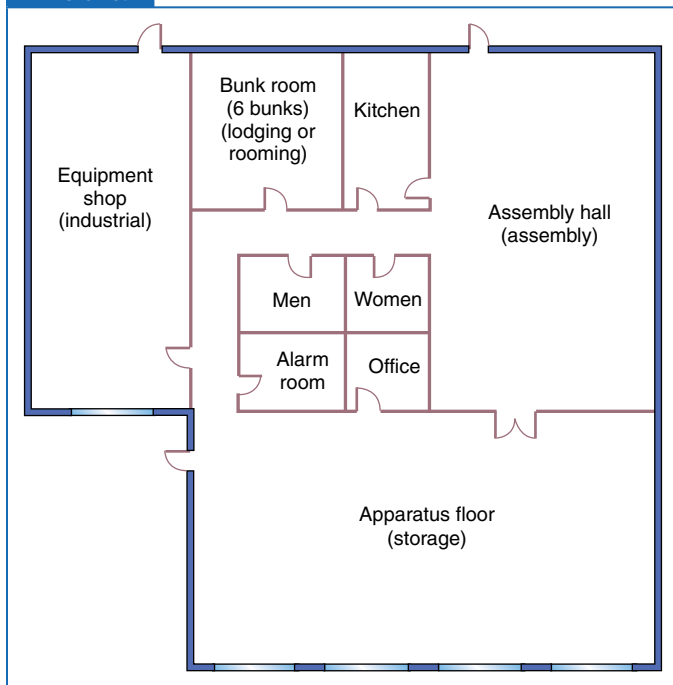 Bunk room
(6 bunks)
(lodging or
rooming)
Kitchen
Equipment
shop
(industrial)
Assembly hall
(assembly)
Men
Women
Alarm
room
Office
Apparatus floor
(storage)